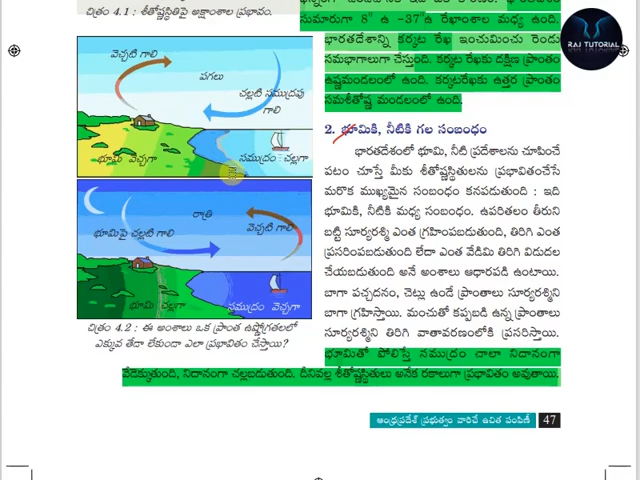 చిత్రం 4.1 : శీతోష్ణస్థితిపై అక్షాంశాల ప్రభావం.
సుమారుగా 8° ఉ –37°ఉ రేఖాంశాల మధ్య ఉంది.
భారతదేశాన్ని కర్కట రేఖ ఇంచుమించు రెండు
సమభాగాలుగా చేస్తుంది. కర్కటరేఖకు దక్షిణ ప్రాంతం
ఉష్ణమండలంలో ఉంది. కర్కటరేఖకు ఉత్తర ప్రాంతం
సమశీతోష్ణ మండలంలో ఉంది.
RAJ TUTORIAL
వెచ్చటి గాలి
పగలు
చల్లటి సముద్రపు
గాలి
భూమి వెచ్చగా
సముద్రం చల్లగా
రాత్రి
భూమిపై చల్లటి గాలి
వెచ్చటి గాలి
భూమి చల్లగా
సముద్రం వెచ్చగా
చిత్రం 4.2 : ఈ అంశాలు ఒక ప్రాంత ఉష్ణోగ్రతలలో
ఎక్కువ తేడా లేకుండా ఎలా ప్రభావితం చేస్తాయి?
2. భూమికి, నీటికి గల సంబంధం
భారతదేశంలో భూమి, నీటి ప్రదేశాలను చూపించే
పటం చూస్తే మీకు శీతోష్ణస్థితులను ప్రభావితంచేసే
మరొక ముఖ్యమైన సంబంధం కనపడుతుంది : ఇది
భూమికి, నీటికి మధ్య సంబంధం. ఉపరితలం తీరుని
బట్టి సూర్యరశ్మి ఎంత గ్రహింపబడుతుంది, తిరిగి ఎంత
ప్రసరింపబడుతుంది లేదా ఎంత వేడిమి తిరిగి విడుదల
చేయబడుతుంది అనే అంశాలు ఆధారపడి ఉంటాయి.
బాగా పచ్చదనం, చెట్లు ఉండే ప్రాంతాలు సూర్యరశ్మిని
బాగా గ్రహిస్తాయి. మంచుతో కప్పబడి ఉన్న ప్రాంతాలు
సూర్యరశ్మిని తిరిగి వాతావరణంలోకి ప్రసరిస్తాయి.
భూమితో పోలిస్తే సముద్రం చాలా నిదానంగా
వేడెక్కుతుంది, నిదానంగా చల్లబడుతుంది. దీనివల్ల శీతోష్ణస్థితులు అనేక రకాలుగా ప్రభావితం అవుతాయి.
ఆంధ్రప్రదేశ్ ప్రభుత్వం వారిచే ఉచిత పంపిణీ 47